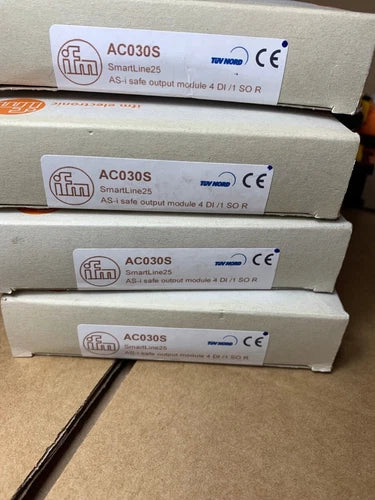 ifm
AC030S
SmartLine25
AS-i safe output module 4 DI /1 SO R
TÜV NORD
CE
ifm electronic
ifm
AC030S
SmartLine25
AS-i safe output module 4 DI /1 SO R
TÜV NORD
CE
ifm
AC030S
SmartLine25
AS-i safe output module 4 DI /1 SO R
TÜV NORD
CE
ifm
AC030S
SmartLine25
AS-i safe output module 4 DI /1 SO R
TÜV NORD
CE